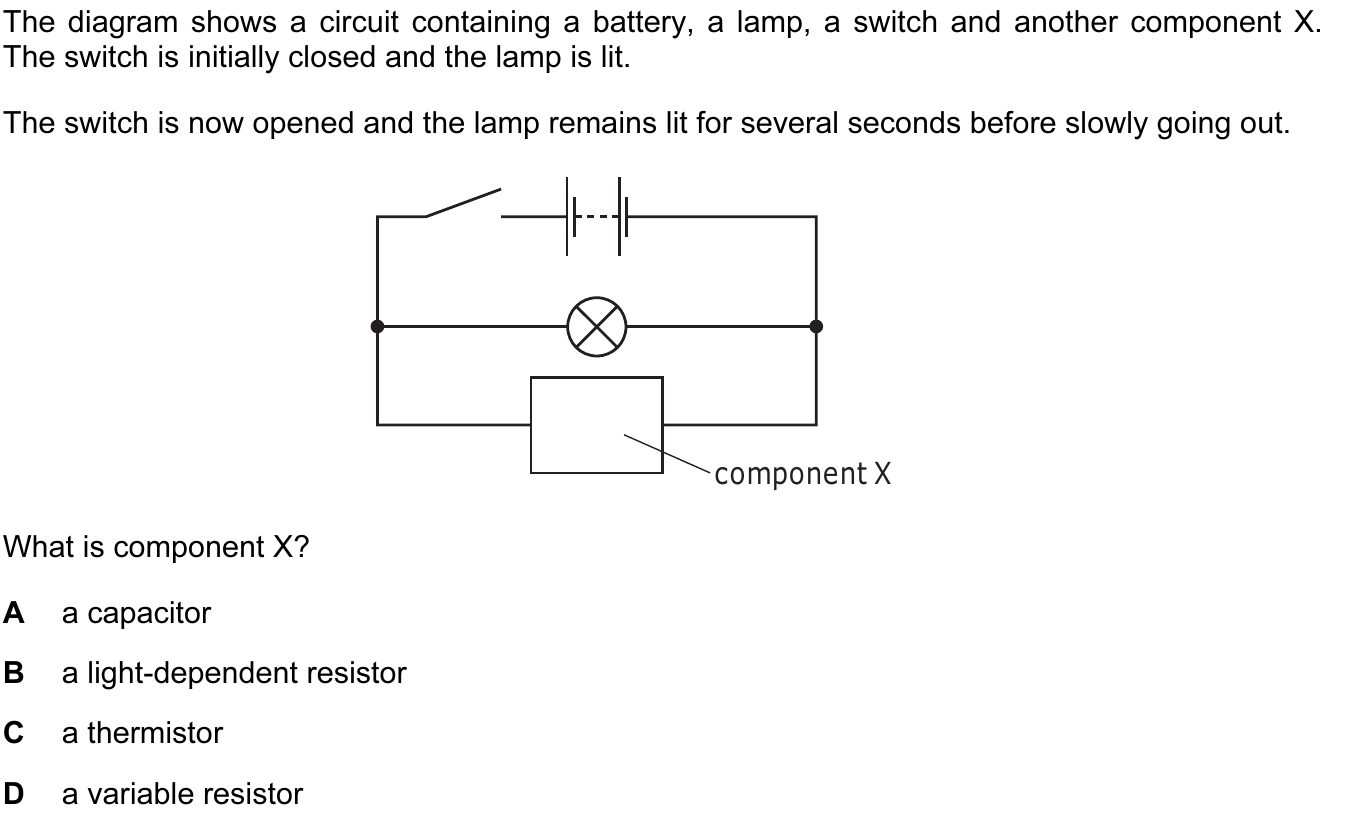 The diagram shows a circuit containing a battery, a lamp, a switch and another component X.
The switch is initially closed and the lamp is lit.
The switch is now opened and the lamp remains lit for several seconds before slowly going out.
component X
What is component X?
A a capacitor
B a light-dependent resistor
C a thermistor
D a variable resistor